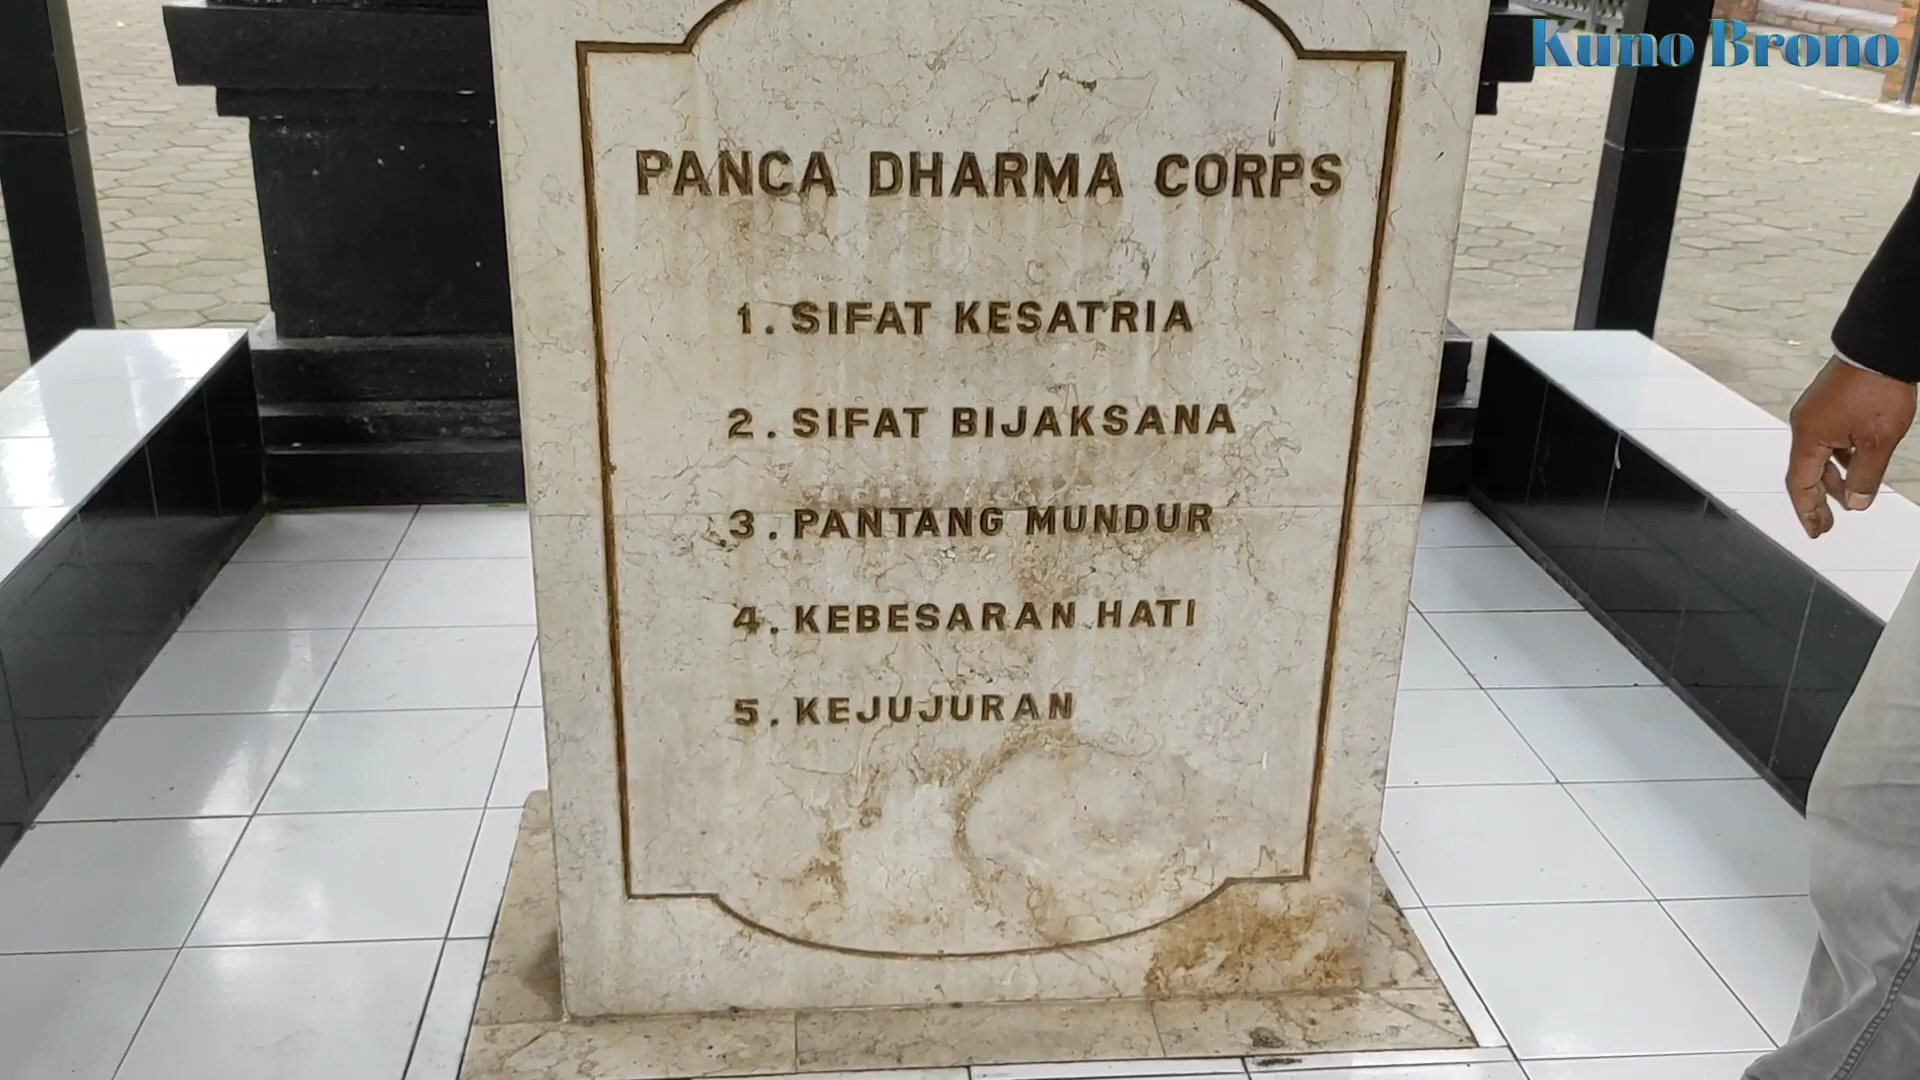 Kuno Brono
PANCA DHARMA CORPS
1. SIFAT KESATRIA
2. SIFAT BIJAKSANA
3. PANTANG MUNDUR
4. KEBESARAN HATI
5. KEJUJURAN